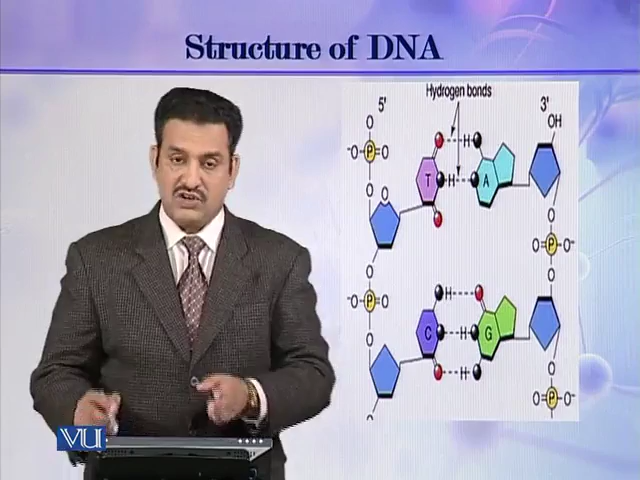 Structure of DNA
Hydrogen bonds
5' 3'
O OH
⁻O P O H
T H A
O
O
O P O⁻
O O
H
⁻O P O C H G
O
H
O P O⁻
O
VU